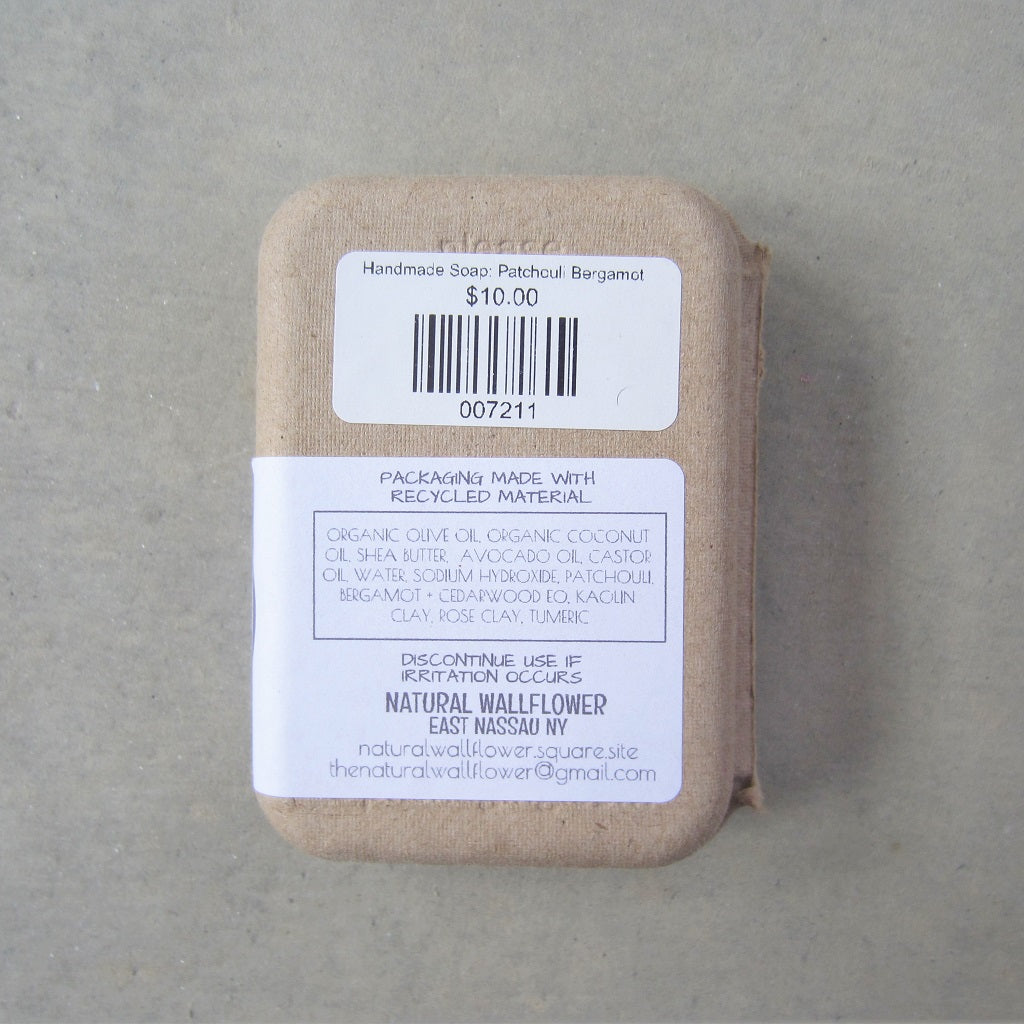 please
Handmade Soap: Patchouli Bergamot
$10.00
007211
PACKAGING MADE WITH
RECYCLED MATERIAL
ORGANIC OLIVE OIL, ORGANIC COCONUT
OIL, SHEA BUTTER, AVOCADO OIL, CASTOR
OIL, WATER, SODIUM HYDROXIDE, PATCHOULI,
BERGAMOT + CEDARWOOD EO, KAOLIN
CLAY, ROSE CLAY, TUMERIC
DISCONTINUE USE IF
IRRITATION OCCURS
NATURAL WALLFLOWER
EAST NASSAU NY
naturalwallflower.square.site
thenaturalwallflower@gmail.com